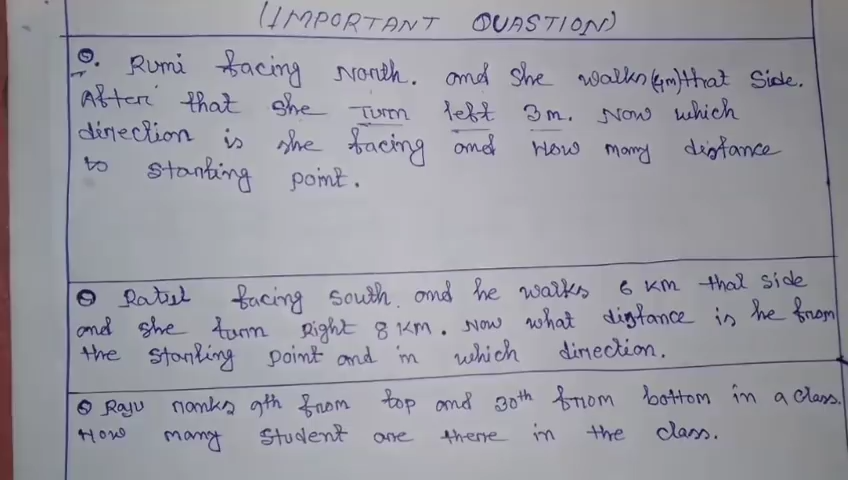 (IMPORTANT QUASTION)
Q. Rumi facing North. and she walks (4m) that side.
After that she Turn left 3m. Now which
direction is she facing and How many distance
to starting point.
Q Ratul facing south and he walks 6 KM that side
and she turn Right 8 KM. Now what distance is he from
the starting point and in which direction.
Q Raju ranks 9th from top and 30th from bottom in a class.
How many student are there in the class.